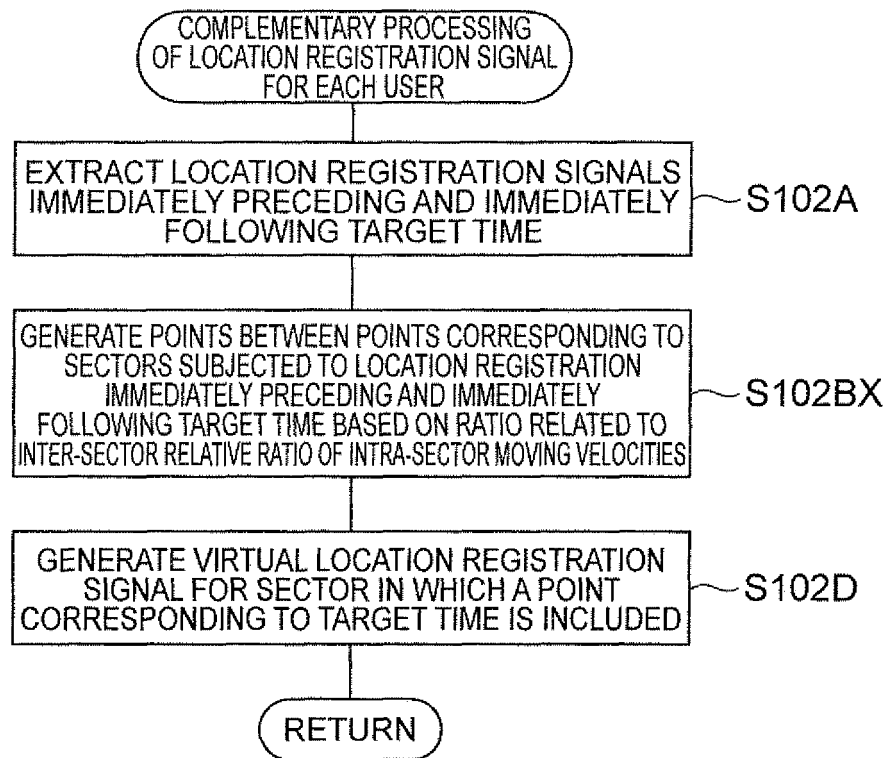 COMPLEMENTARY PROCESSING
OF LOCATION REGISTRATION SIGNAL
FOR EACH USER
EXTRACT LOCATION REGISTRATION SIGNALS
IMMEDIATELY PRECEDING AND IMMEDIATELY
FOLLOWING TARGET TIME
S102A
GENERATE POINTS BETWEEN POINTS CORRESPONDING TO
SECTORS SUBJECTED TO LOCATION REGISTRATION
IMMEDIATELY PRECEDING AND IMMEDIATELY
FOLLOWING TARGET TIME BASED ON RATIO RELATED TO
INTER-SECTOR RELATIVE RATIO OF INTRA-SECTOR MOVING VELOCITIES
S102BX
GENERATE VIRTUAL LOCATION REGISTRATION
SIGNAL FOR SECTOR IN WHICH A POINT
CORRESPONDING TO TARGET TIME IS INCLUDED
S102D
RETURN